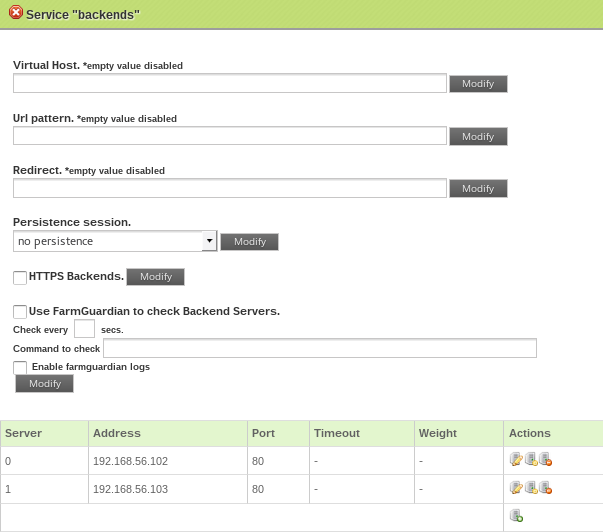 Service "backends"
Virtual Host. *empty value disabled
Modify
Url pattern. *empty value disabled
Modify
Redirect. *empty value disabled
Modify
Persistence session.
no persistence Modify
HTTPS Backends. Modify
Use FarmGuardian to check Backend Servers.
Check every secs.
Command to check
Enable farmguardian logs
Modify
Server Address Port Timeout Weight Actions
0 192.168.56.102 80 - -
1 192.168.56.103 80 - -